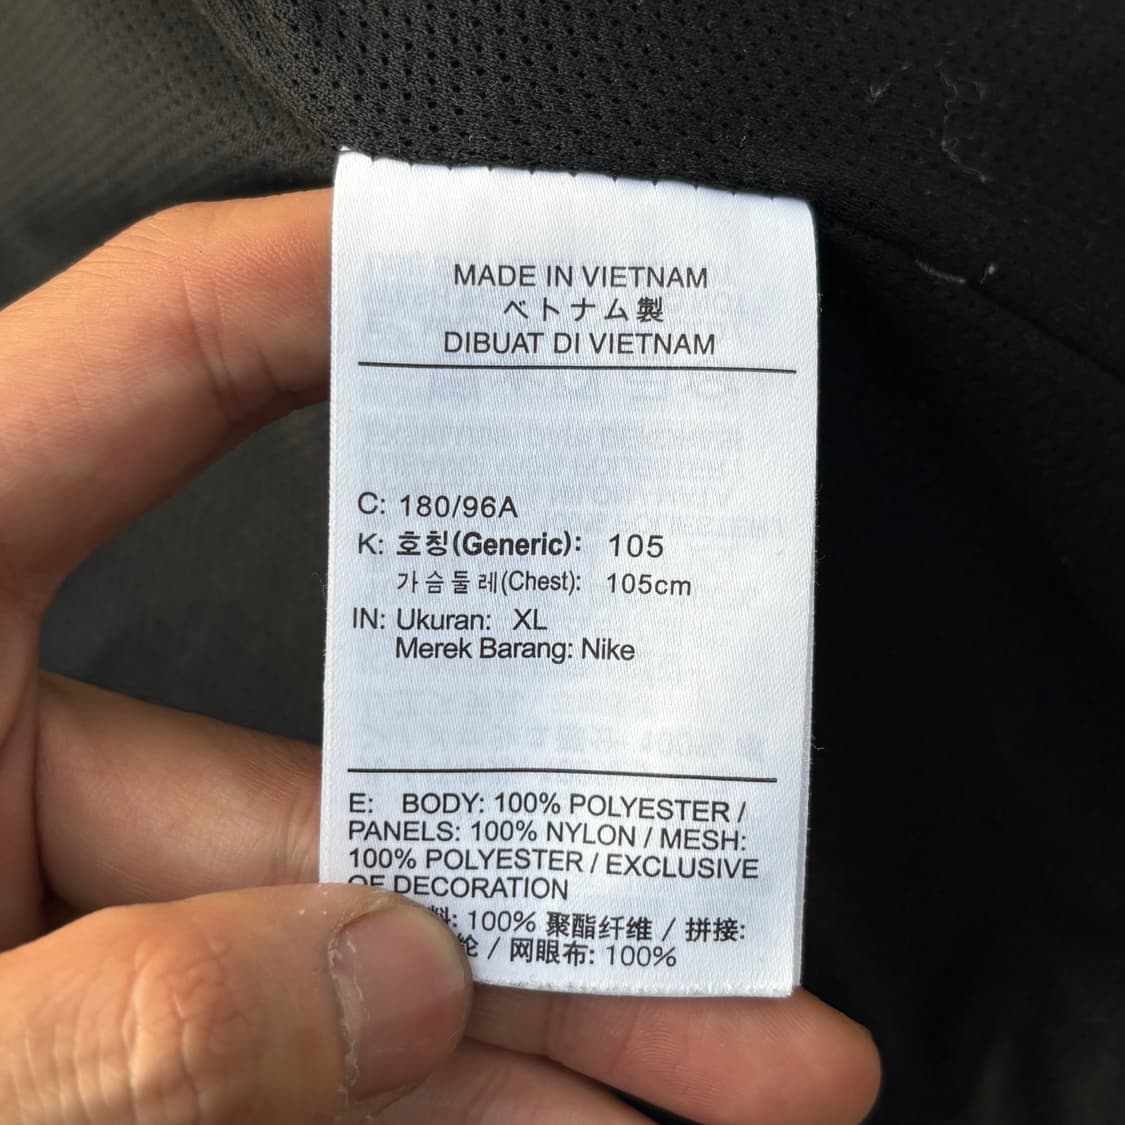 MADE IN VIETNAM
ベトナム製
DIBUAT DI VIETNAM
C: 180/96A
K: 호칭(Generic): 105
가슴둘레(Chest): 105cm
IN: Ukuran: XL
Merek Barang: Nike
E: BODY: 100% POLYESTER /
PANELS: 100% NYLON / MESH:
100% POLYESTER / EXCLUSIVE
OF DECORATION
料: 100% 聚酯纤维 / 拼接:
纶 / 网眼布: 100%